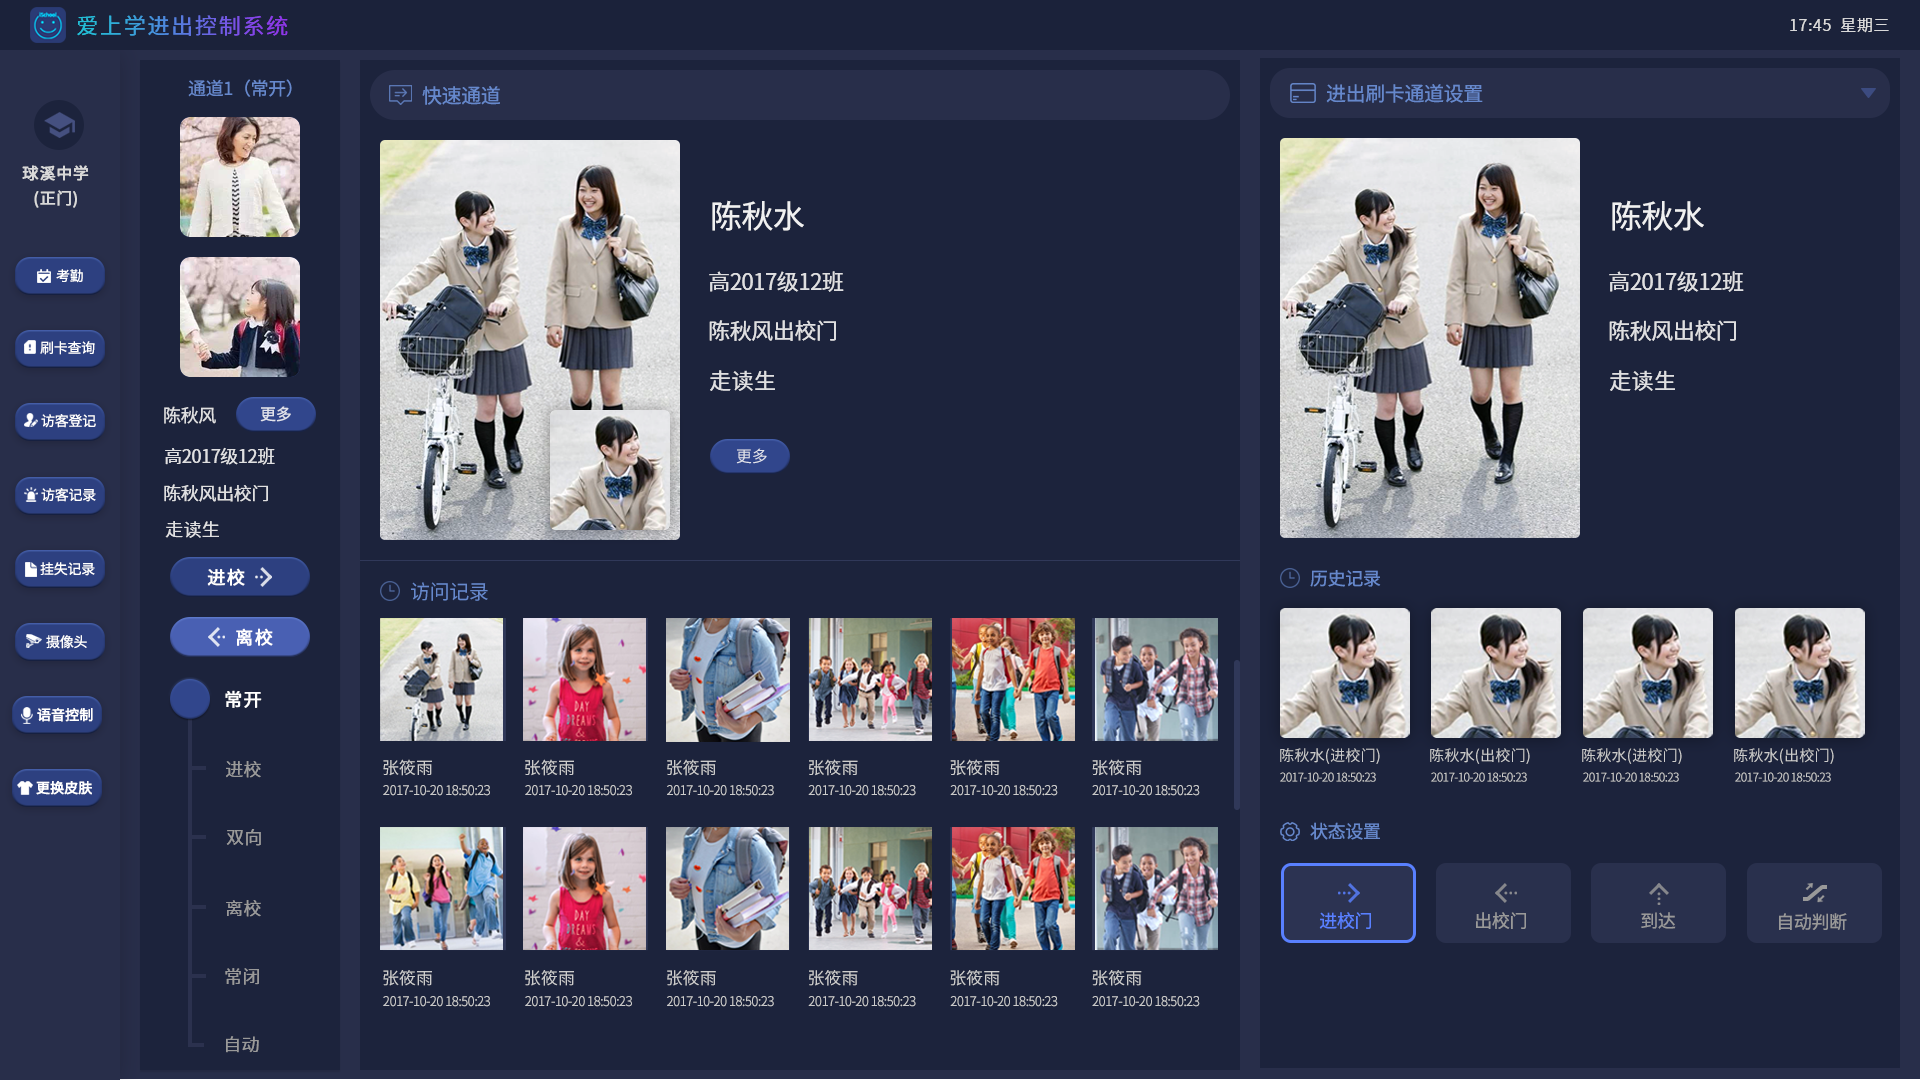 爱上学进出控制系统
17:45 星期三
球溪中学
(正门)
考勤
刷卡查询
访客登记
访客记录
挂失记录
摄像头
语音控制
更换皮肤
通道1（常开）
陈秋风
更多
高2017级12班
陈秋风出校门
走读生
进校
离校
常开
进校
双向
离校
常闭
自动
快速通道
陈秋水
高2017级12班
陈秋风出校门
走读生
更多
访问记录
DAY
DREAMS
&
张筱雨 张筱雨 张筱雨 张筱雨 张筱雨 张筱雨
2017-10-20 18:50:23 2017-10-20 18:50:23 2017-10-20 18:50:23 2017-10-20 18:50:23 2017-10-20 18:50:23 2017-10-20 18:50:23
DAY
DREAMS
&
张筱雨 张筱雨 张筱雨 张筱雨 张筱雨 张筱雨
2017-10-20 18:50:23 2017-10-20 18:50:23 2017-10-20 18:50:23 2017-10-20 18:50:23 2017-10-20 18:50:23 2017-10-20 18:50:23
进出刷卡通道设置
陈秋水
高2017级12班
陈秋风出校门
走读生
历史记录
陈秋水(进校门) 陈秋水(出校门) 陈秋水(进校门) 陈秋水(出校门)
2017-10-20 18:50:23 2017-10-20 18:50:23 2017-10-20 18:50:23 2017-10-20 18:50:23
状态设置
进校门
出校门
到达
自动判断